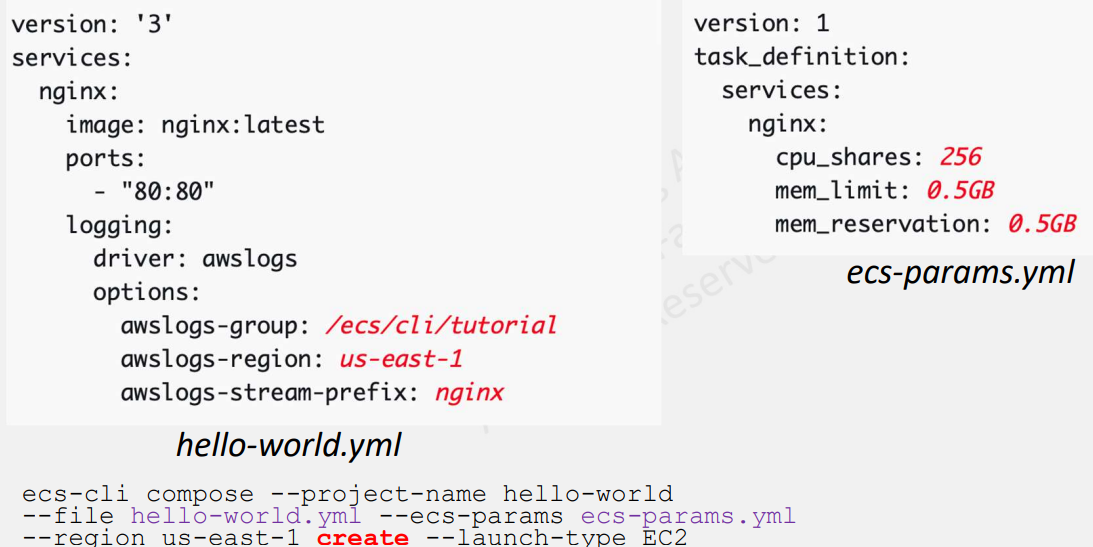 version: '3'
services:
  nginx:
    image: nginx:latest
    ports:
      - "80:80"
    logging:
      driver: awslogs
      options:
        awslogs-group: /ecs/cli/tutorial
        awslogs-region: us-east-1
        awslogs-stream-prefix: nginx
hello-world.yml
version: 1
task_definition:
  services:
    nginx:
      cpu_shares: 256
      mem_limit: 0.5GB
      mem_reservation: 0.5GB
ecs-params.yml
ecs-cli compose --project-name hello-world
--file hello-world.yml --ecs-params ecs-params.yml
--region us-east-1 create --launch-type EC2